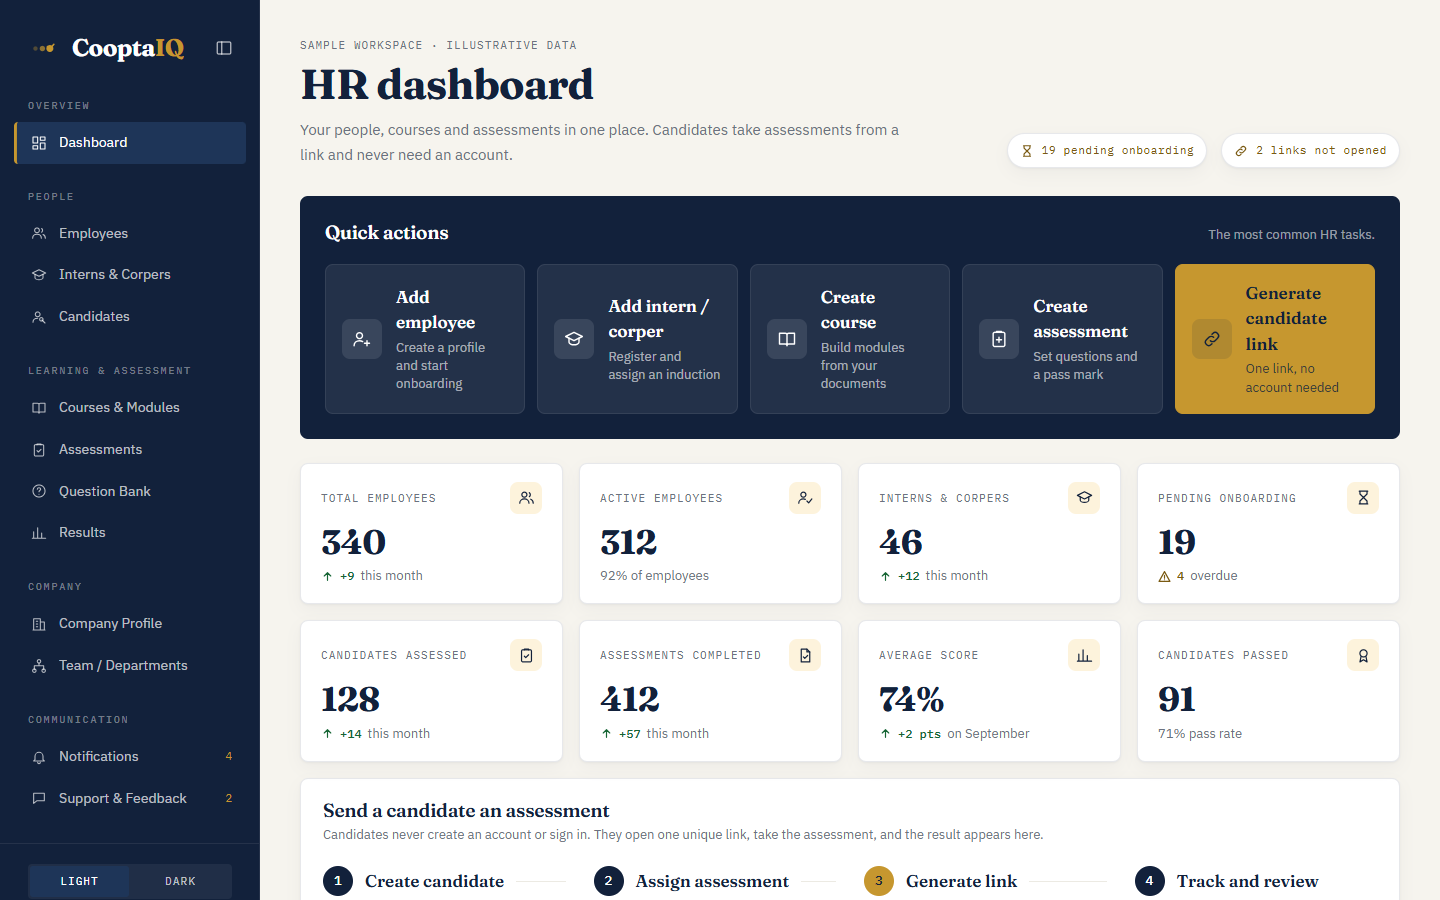 CooptaIQ
OVERVIEW
Dashboard
PEOPLE
Employees
Interns & Corpers
Candidates
LEARNING & ASSESSMENT
Courses & Modules
Assessments
Question Bank
Results
COMPANY
Company Profile
Team / Departments
COMMUNICATION
Notifications 4
Support & Feedback 2
LIGHT DARK
SAMPLE WORKSPACE · ILLUSTRATIVE DATA
HR dashboard
Your people, courses and assessments in one place. Candidates take assessments from a
link and never need an account.
19 pending onboarding
2 links not opened
Quick actions
The most common HR tasks.
Add
employee
Create a profile
and start
onboarding
Add intern /
corper
Register and
assign an induction
Create
course
Build modules
from your
documents
Create
assessment
Set questions and
a pass mark
Generate
candidate
link
One link, no
account needed
TOTAL EMPLOYEES
340
+9 this month
ACTIVE EMPLOYEES
312
92% of employees
INTERNS & CORPERS
46
+12 this month
PENDING ONBOARDING
19
4 overdue
CANDIDATES ASSESSED
128
+14 this month
ASSESSMENTS COMPLETED
412
+57 this month
AVERAGE SCORE
74%
+2 pts on September
CANDIDATES PASSED
91
71% pass rate
Send a candidate an assessment
Candidates never create an account or sign in. They open one unique link, take the assessment, and the result appears here.
1 Create candidate
2 Assign assessment
3 Generate link
4 Track and review